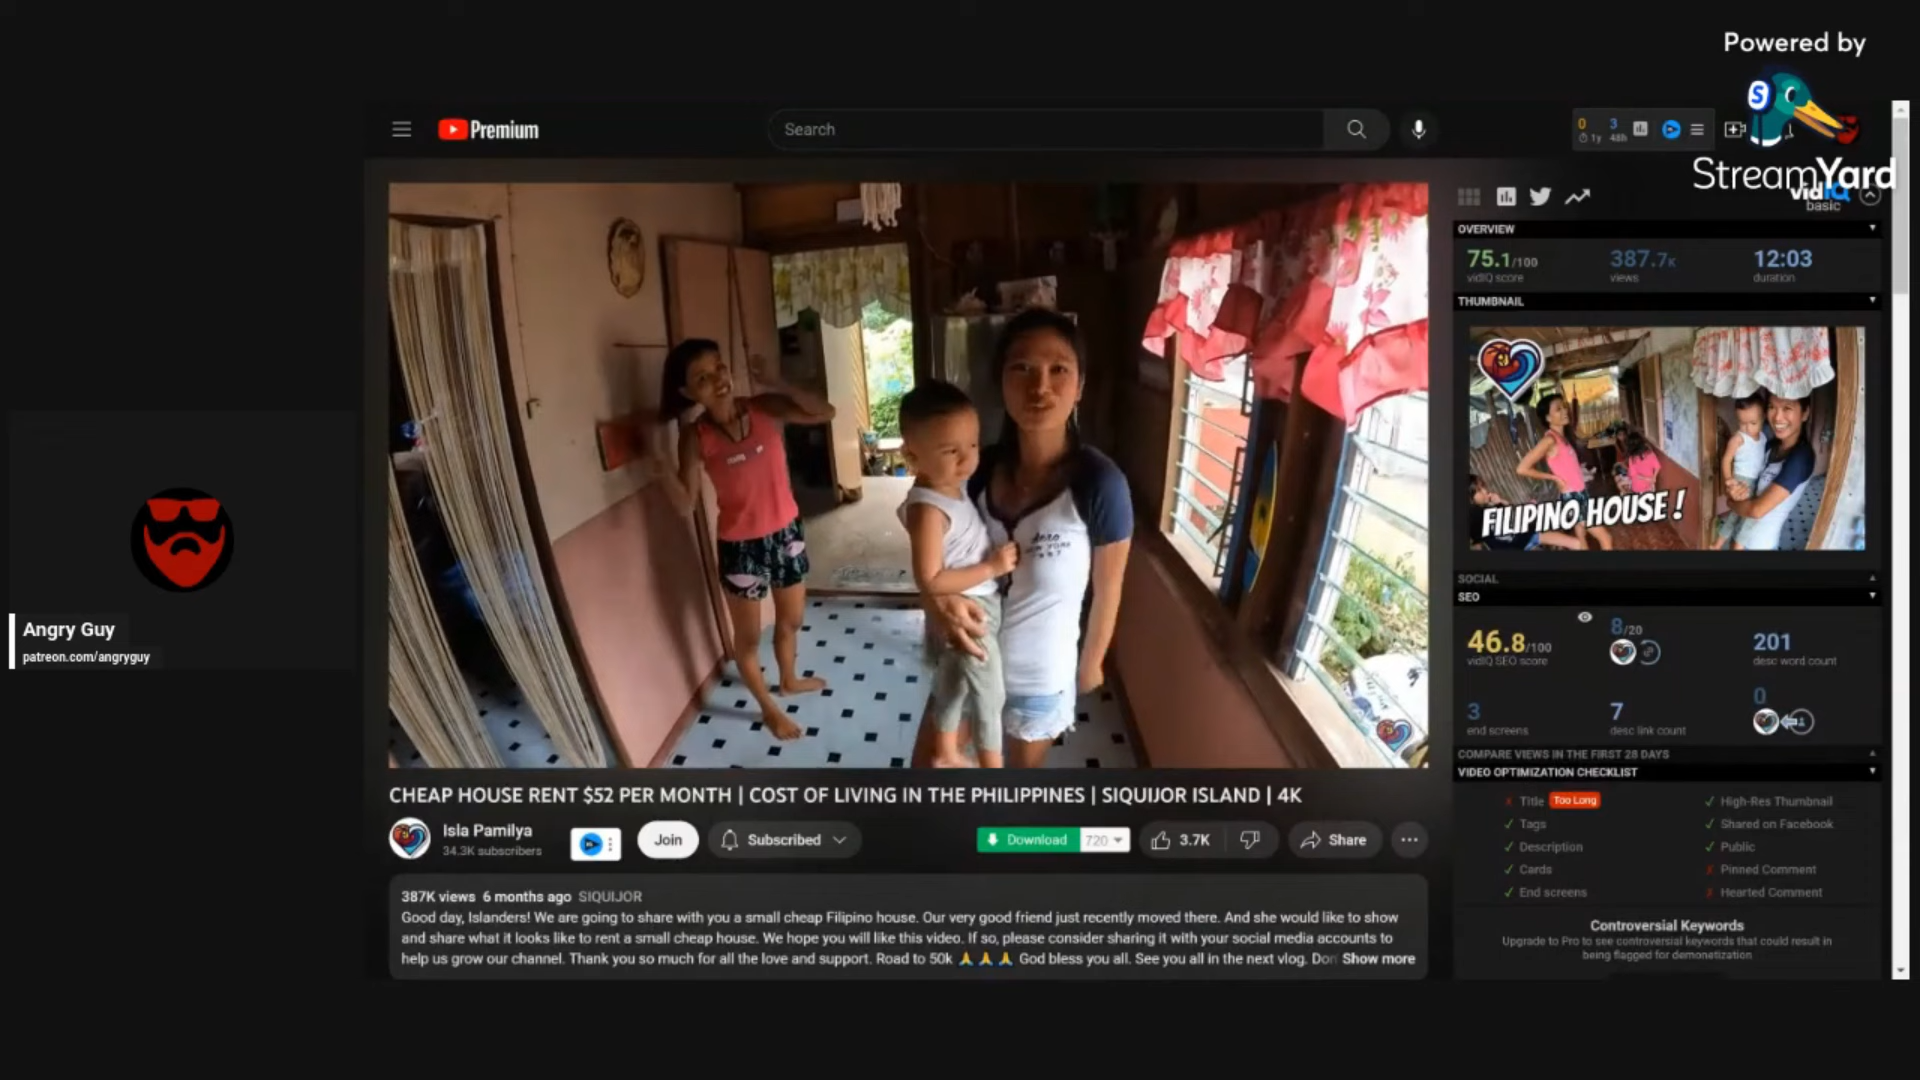 Powered by
StreamYard
Premium
Search
0
1y
3
48h
vidIQ
basic
OVERVIEW
75.1/100
vidIQ score
387.7K
views
12:03
duration
THUMBNAIL
FILIPINO HOUSE !
SOCIAL
SEO
46.8/100
vidIQ SEO score
8/20
201
desc word count
3
end screens
7
desc link count
0
COMPARE VIEWS IN THE FIRST 28 DAYS
VIDEO OPTIMIZATION CHECKLIST
Title Too Long
High-Res Thumbnail
Tags
Shared on Facebook
Description
Public
Cards
Pinned Comment
End screens
Hearted Comment
Controversial Keywords
Upgrade to Pro to see controversial keywords that could result in
being flagged for demonetization
Angry Guy
patreon.com/angryguy
CHEAP HOUSE RENT $52 PER MONTH | COST OF LIVING IN THE PHILIPPINES | SIQUIJOR ISLAND | 4K
Isla Pamilya
34.3K subscribers
Join
Subscribed
Download 720
3.7K
Share
387K views 6 months ago SIQUIJOR
Good day, Islanders! We are going to share with you a small cheap Filipino house. Our very good friend just recently moved there. And she would like to show
and share what it looks like to rent a small cheap house. We hope you will like this video. If so, please consider sharing it with your social media accounts to
help us grow our channel. Thank you so much for all the love and support. Road to 50k 🙏 🙏 🙏 God bless you all. See you all in the next vlog. Don Show more